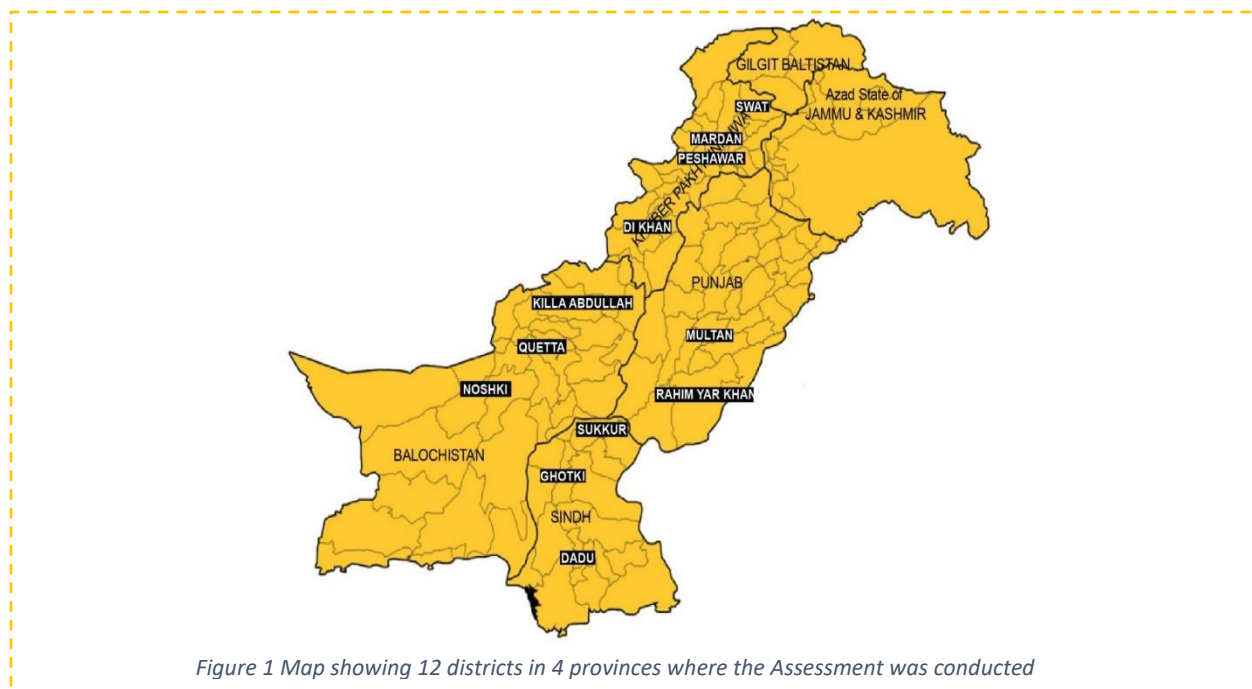 GILGIT BALTISTAN
Azad State of
JAMMU & KASHMIR
SWAT
MARDAN
PESHAWAR
KHYBER PAKHTUNKHWA
DI KHAN
PUNJAB
KILLA ABDULLAH
MULTAN
QUETTA
NOSHKI
RAHIM YAR KHAN
SUKKUR
BALOCHISTAN
GHOTKI
SINDH
DADU
Figure 1 Map showing 12 districts in 4 provinces where the Assessment was conducted